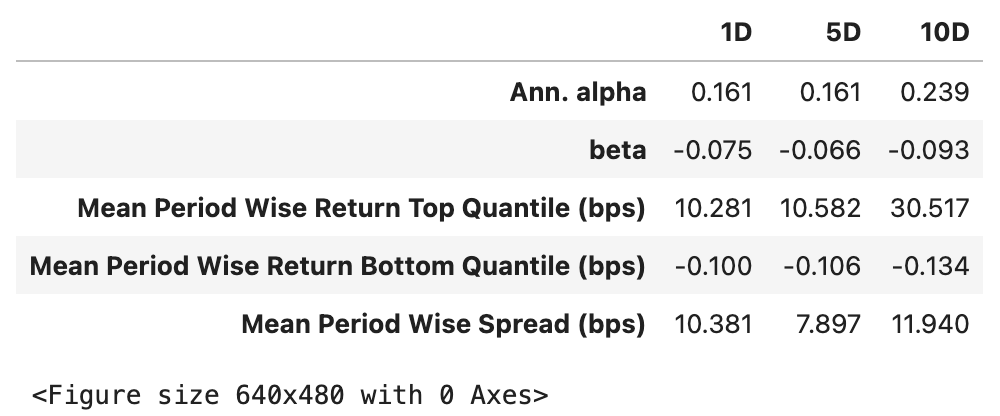 1D 5D 10D
Ann. alpha 0.161 0.161 0.239
beta -0.075 -0.066 -0.093
Mean Period Wise Return Top Quantile (bps) 10.281 10.582 30.517
Mean Period Wise Return Bottom Quantile (bps) -0.100 -0.106 -0.134
Mean Period Wise Spread (bps) 10.381 7.897 11.940
<Figure size 640x480 with 0 Axes>